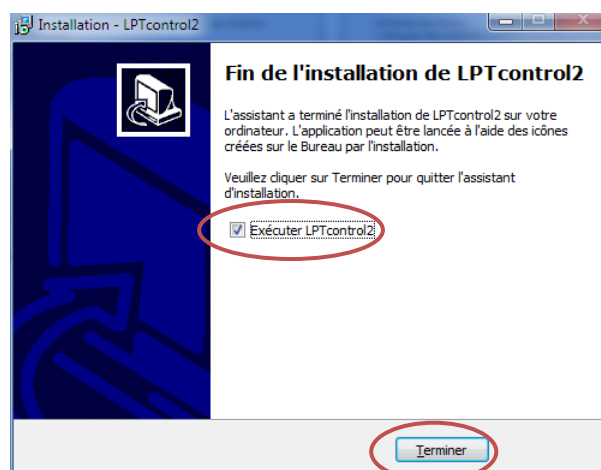 Installation - LPTcontrol2
Fin de l'installation de LPTcontrol2
L'assistant a terminé l'installation de LPTcontrol2 sur votre
ordinateur. L'application peut être lancée à l'aide des icônes
créées sur le Bureau par l'installation.
Veuillez cliquer sur Terminer pour quitter l'assistant
d'installation.
Exécuter LPTcontrol2
Terminer